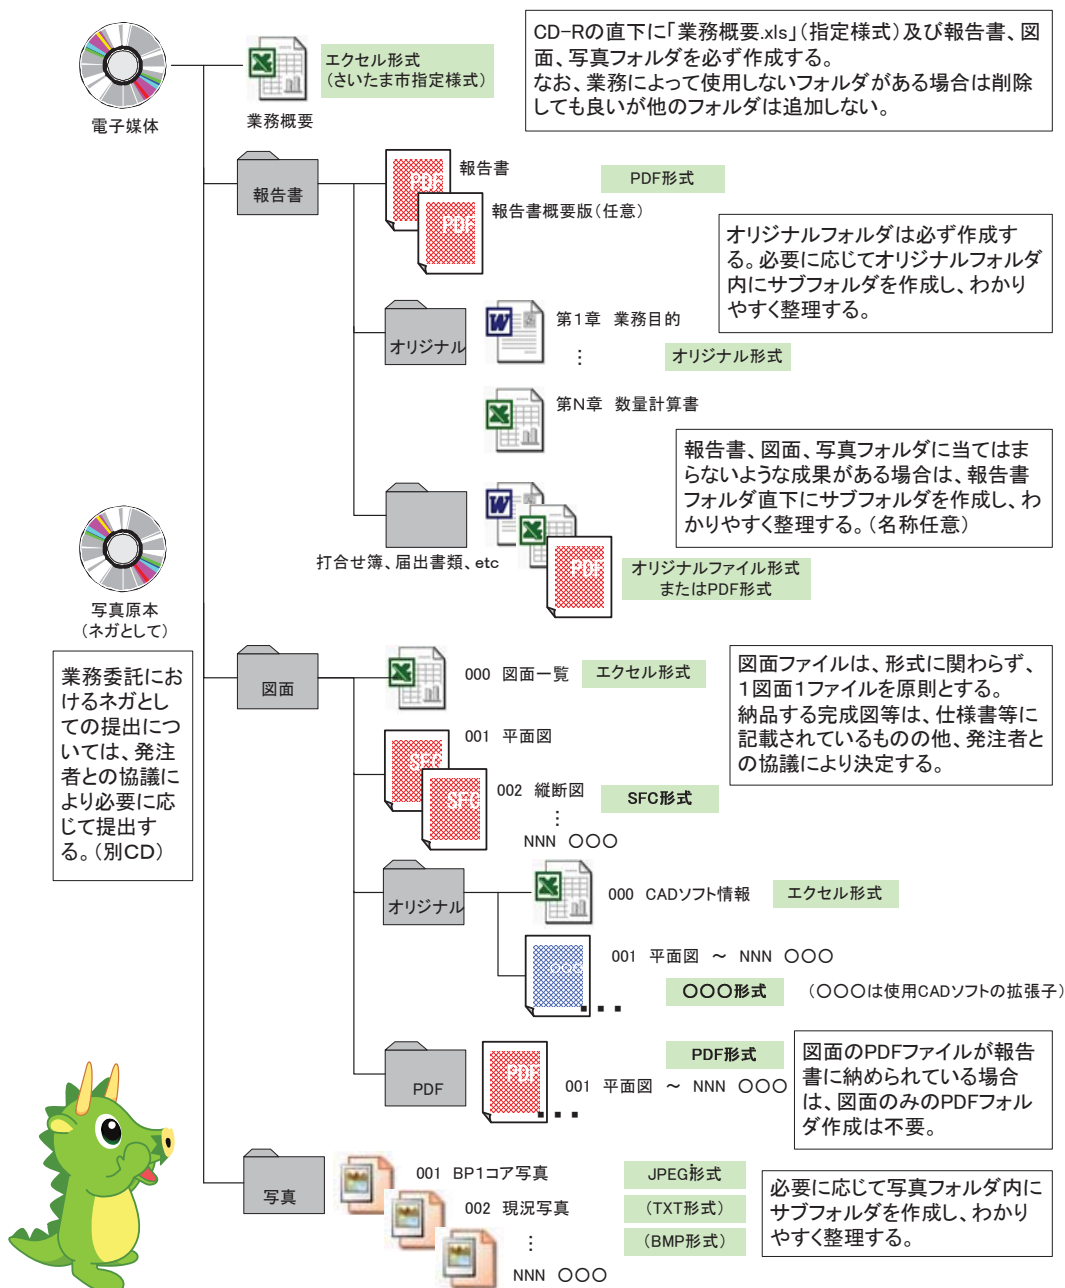 CD-Rの直下に「業務概要.xls」(指定様式)及び報告書、図
面、写真フォルダを必ず作成する。
なお、業務によって使用しないフォルダがある場合は削除
しても良いが他のフォルダは追加しない。
電子媒体
エクセル形式
(さいたま市指定様式)
業務概要
報告書
PDF
報告書
PDF
報告書概要版(任意)
PDF形式
オリジナルフォルダは必ず作成す
る。必要に応じてオリジナルフォルダ
内にサブフォルダを作成し、わかり
やすく整理する。
オリジナル
第1章 業務目的
⋮
オリジナル形式
第N章 数量計算書
報告書、図面、写真フォルダに当てはま
らないような成果がある場合は、報告書
フォルダ直下にサブフォルダを作成し、わ
かりやすく整理する。(名称任意)
打合せ簿、届出書類、etc
PDF
オリジナルファイル形式
またはPDF形式
写真原本
(ネガとして)
業務委託にお
けるネガとし
ての提出につ
いては、発注
者との協議に
より必要に応
じて提出す
る。(別CD)
図面
000 図面一覧
エクセル形式
図面ファイルは、形式に関わらず、
1図面1ファイルを原則とする。
納品する完成図等は、仕様書等に
記載されているものの他、発注者と
の協議により決定する。
SFC
001 平面図
SFC
002 縦断図
⋮
NNN 〇〇〇
SFC形式
オリジナル
000 CADソフト情報
エクセル形式
〇〇〇
001 平面図 ~ NNN 〇〇〇
〇〇〇形式
(〇〇〇は使用CADソフトの拡張子)
PDF
PDF
PDF形式
001 平面図 ~ NNN 〇〇〇
図面のPDFファイルが報告
書に納められている場合
は、図面のみのPDFフォル
ダ作成は不要。
写真
001 BP1コア写真
002 現況写真
⋮
NNN 〇〇〇
JPEG形式
(TXT形式)
(BMP形式)
必要に応じて写真フォルダ内に
サブフォルダを作成し、わかり
やすく整理する。